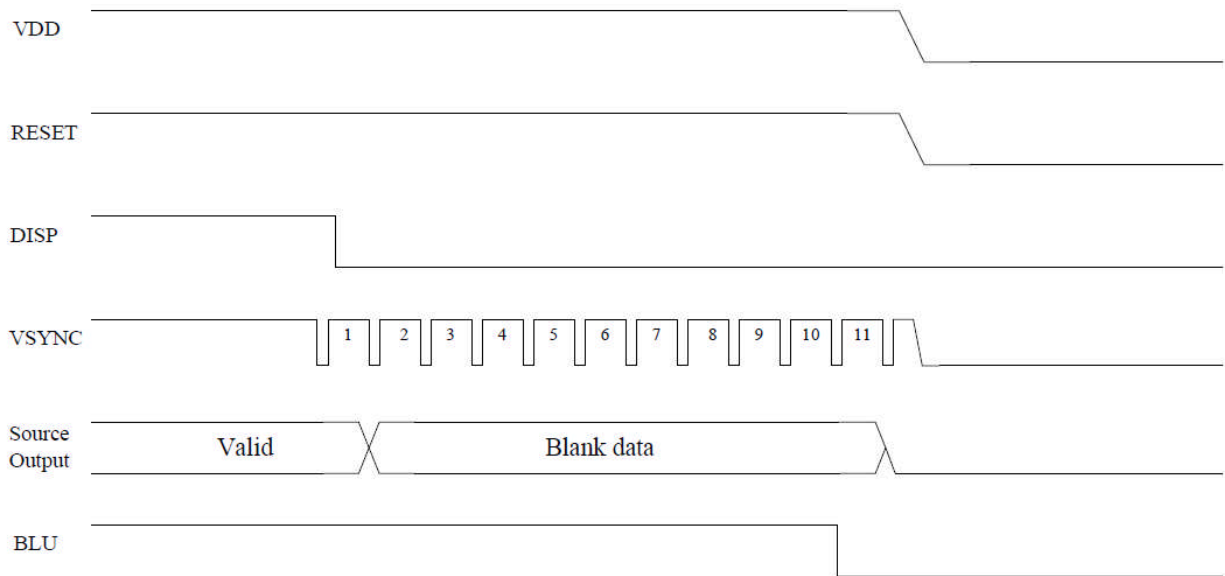 VDD
RESET
DISP
VSYNC 1 2 3 4 5 6 7 8 9 10 11
Source
Output
Valid Blank data
BLU